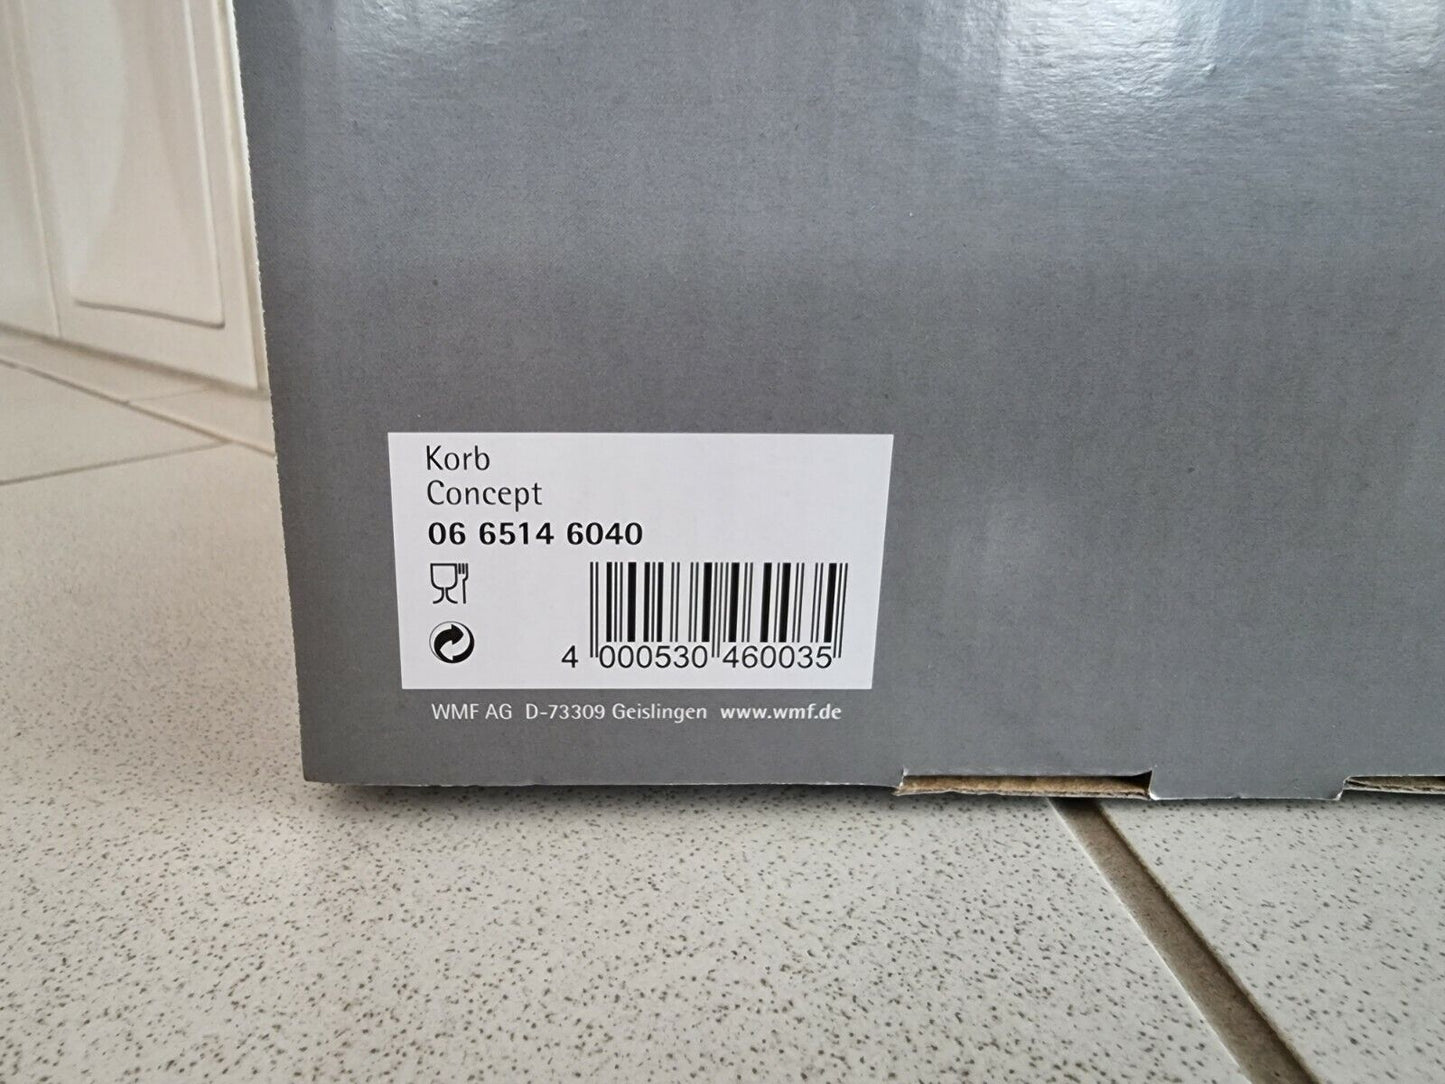 Korb
Concept
06 6514 6040
4 000530 460035
WMF AG D-73309 Geislingen www.wmf.de